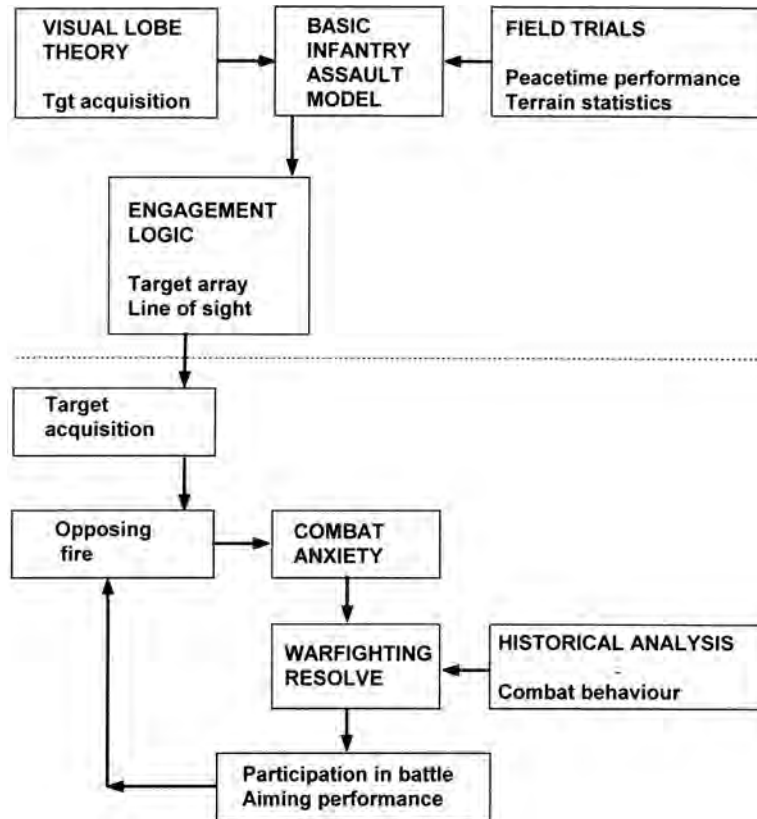 VISUAL LOBE
THEORY
Tgt acquisition
BASIC
INFANTRY
ASSAULT
MODEL
FIELD TRIALS
Peacetime performance
Terrain statistics
ENGAGEMENT
LOGIC
Target array
Line of sight
Target
acquisition
Opposing
fire
COMBAT
ANXIETY
WARFIGHTING
RESOLVE
HISTORICAL ANALYSIS
Combat behaviour
Participation in battle
Aiming performance